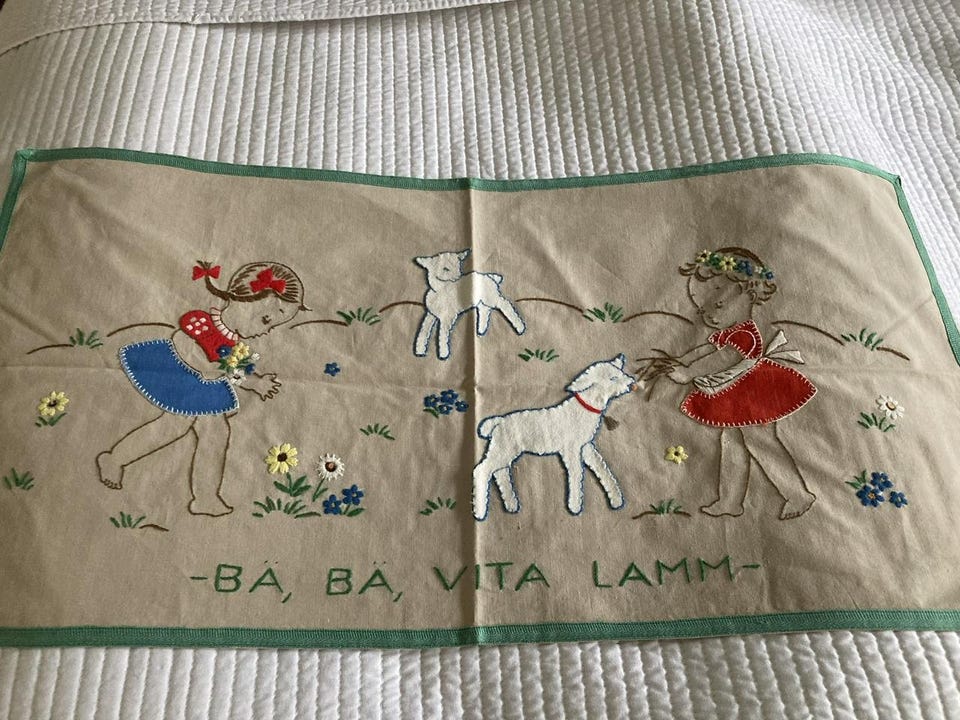 -BÄ, BÄ, VITA LAMM-